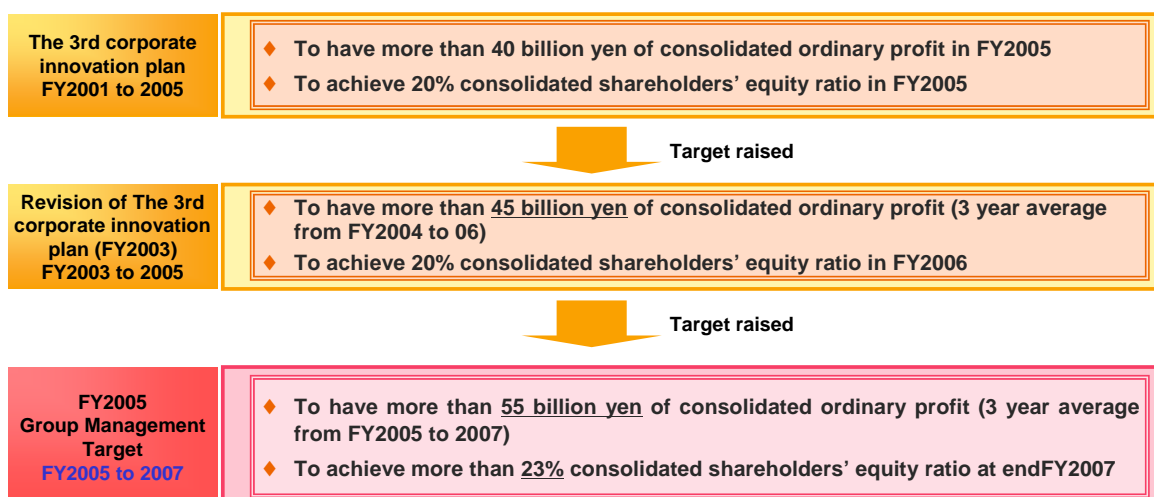 The 3rd corporate
innovation plan
FY2001 to 2005
♦ To have more than 40 billion yen of consolidated ordinary profit in FY2005
♦ To achieve 20% consolidated shareholders' equity ratio in FY2005
Target raised
Revision of The 3rd
corporate innovation
plan (FY2003)
FY2003 to 2005
♦ To have more than 45 billion yen of consolidated ordinary profit (3 year average
from FY2004 to 06)
♦ To achieve 20% consolidated shareholders' equity ratio in FY2006
Target raised
FY2005
Group Management
Target
FY2005 to 2007
♦ To have more than 55 billion yen of consolidated ordinary profit (3 year average
from FY2005 to 2007)
♦ To achieve more than 23% consolidated shareholders' equity ratio at endFY2007